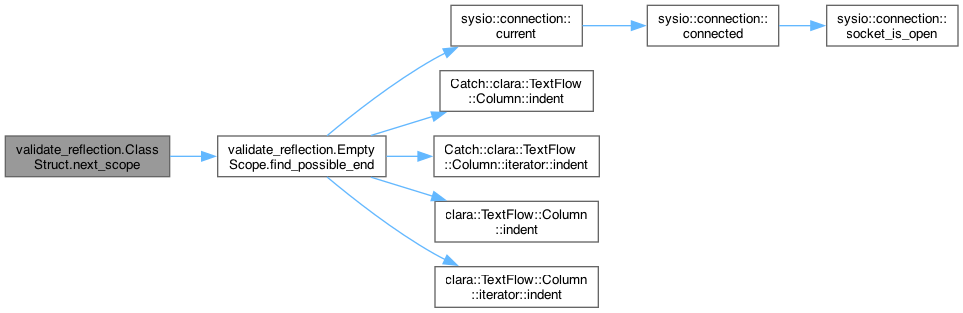 validate_reflection.Class
Struct.next_scope
validate_reflection.Empty
Scope.find_possible_end
sysio::connection::
current
sysio::connection::
connected
sysio::connection::
socket_is_open
Catch::clara::TextFlow
::Column::indent
Catch::clara::TextFlow
::Column::iterator::indent
clara::TextFlow::Column
::indent
clara::TextFlow::Column
::iterator::indent